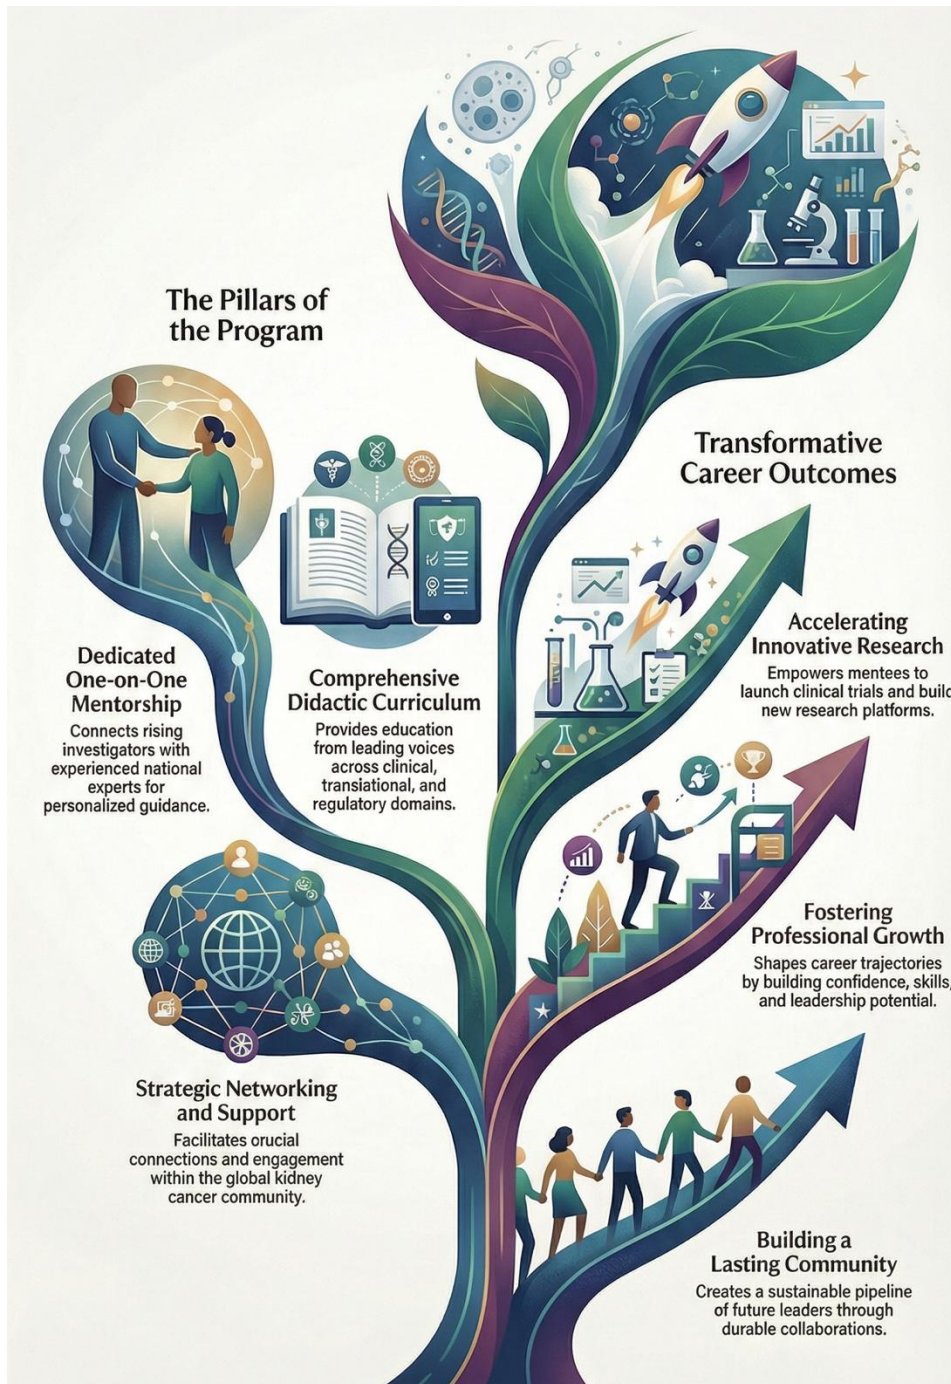 The Pillars of
the Program
Dedicated
One-on-One
Mentorship
Connects rising
investigators with
experienced national
experts for
personalized guidance.
Comprehensive
Didactic Curriculum
Provides education
from leading voices
across clinical,
translational, and
regulatory domains.
Strategic Networking
and Support
Facilitates orucial
connections and engagement
within the global kidney
cancer community.
Transformative
Career Outcomes
Accelerating
Innovative Research
Empowers mentees to
launch clinical trials and build
new research platforms.
Fostering
Professional Growth
Shapes career trajectories
by building confidence, skills,
and leadership potential.
Building a
Lasting Community
Creates a sustainable pipeline
of future leaders through
durable collaborations.